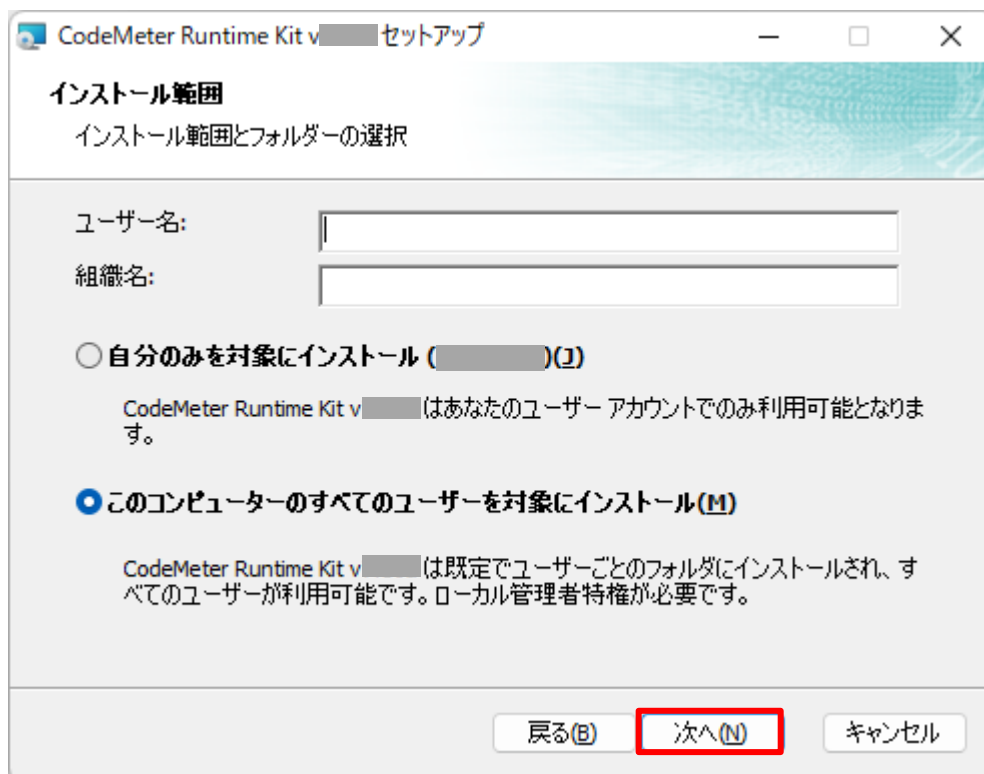 CodeMeter Runtime Kit v セットアップ
インストール範囲
インストール範囲とフォルダーの選択
ユーザー名:
組織名:
自分のみを対象にインストール ( )(J)
CodeMeter Runtime Kit v はあなたのユーザー アカウントでのみ利用可能となりま
す。
このコンピューターのすべてのユーザーを対象にインストール(M)
CodeMeter Runtime Kit v は既定でユーザーごとのフォルダにインストールされ、す
べてのユーザーが利用可能です。ローカル管理者特権が必要です。
戻る(B) 次へ(N) キャンセル